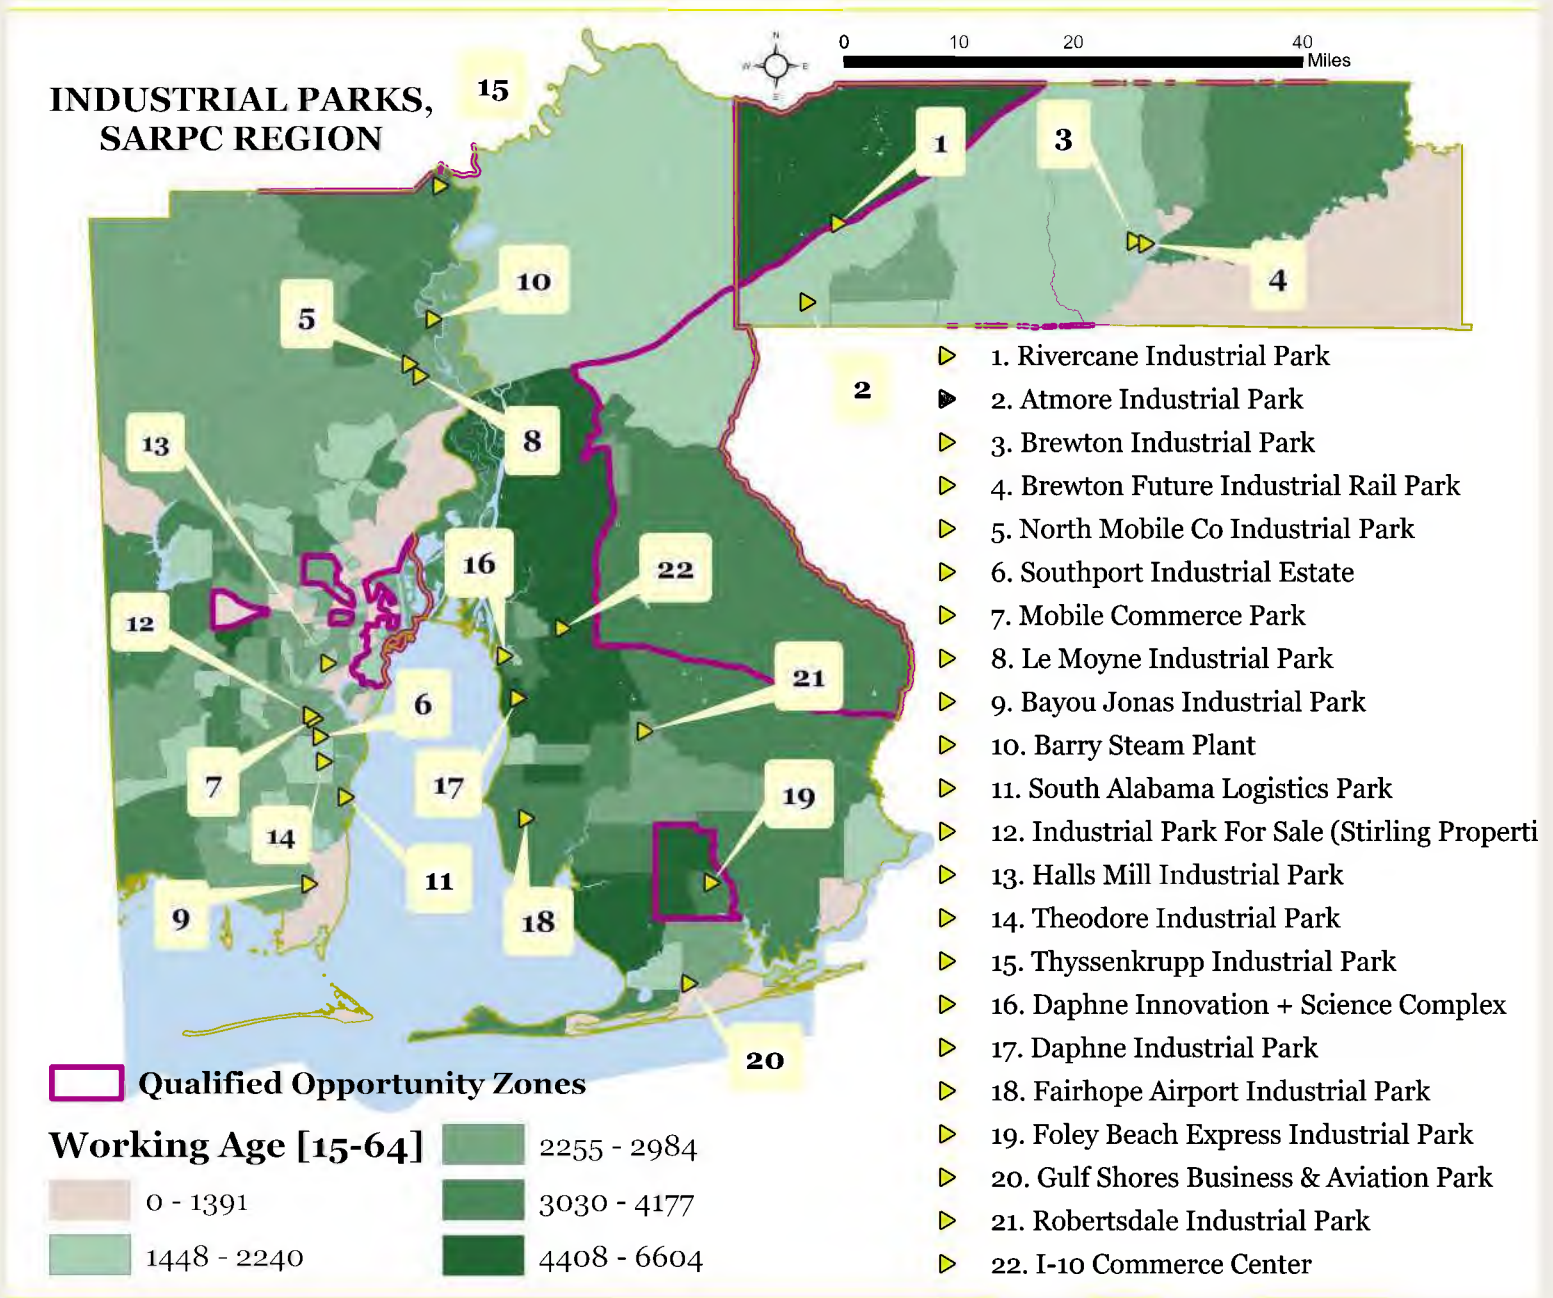 INDUSTRIAL PARKS,
SARPC REGION
15
N
W
E
0 10 20 40
Miles
1
3
10
5
4
2
13
8
16
22
12
21
6
7
17
19
14
11
9
18
20
1. Rivercane Industrial Park
2. Atmore Industrial Park
3. Brewton Industrial Park
4. Brewton Future Industrial Rail Park
5. North Mobile Co Industrial Park
6. Southport Industrial Estate
7. Mobile Commerce Park
8. Le Moyne Industrial Park
9. Bayou Jonas Industrial Park
10. Barry Steam Plant
11. South Alabama Logistics Park
12. Industrial Park For Sale (Stirling Properti
13. Halls Mill Industrial Park
14. Theodore Industrial Park
15. Thyssenkrupp Industrial Park
16. Daphne Innovation + Science Complex
17. Daphne Industrial Park
18. Fairhope Airport Industrial Park
19. Foley Beach Express Industrial Park
20. Gulf Shores Business & Aviation Park
21. Robertsdale Industrial Park
22. I-10 Commerce Center
Qualified Opportunity Zones
Working Age [15-64]
0 - 1391
1448 - 2240
2255 - 2984
3030 - 4177
4408 - 6604